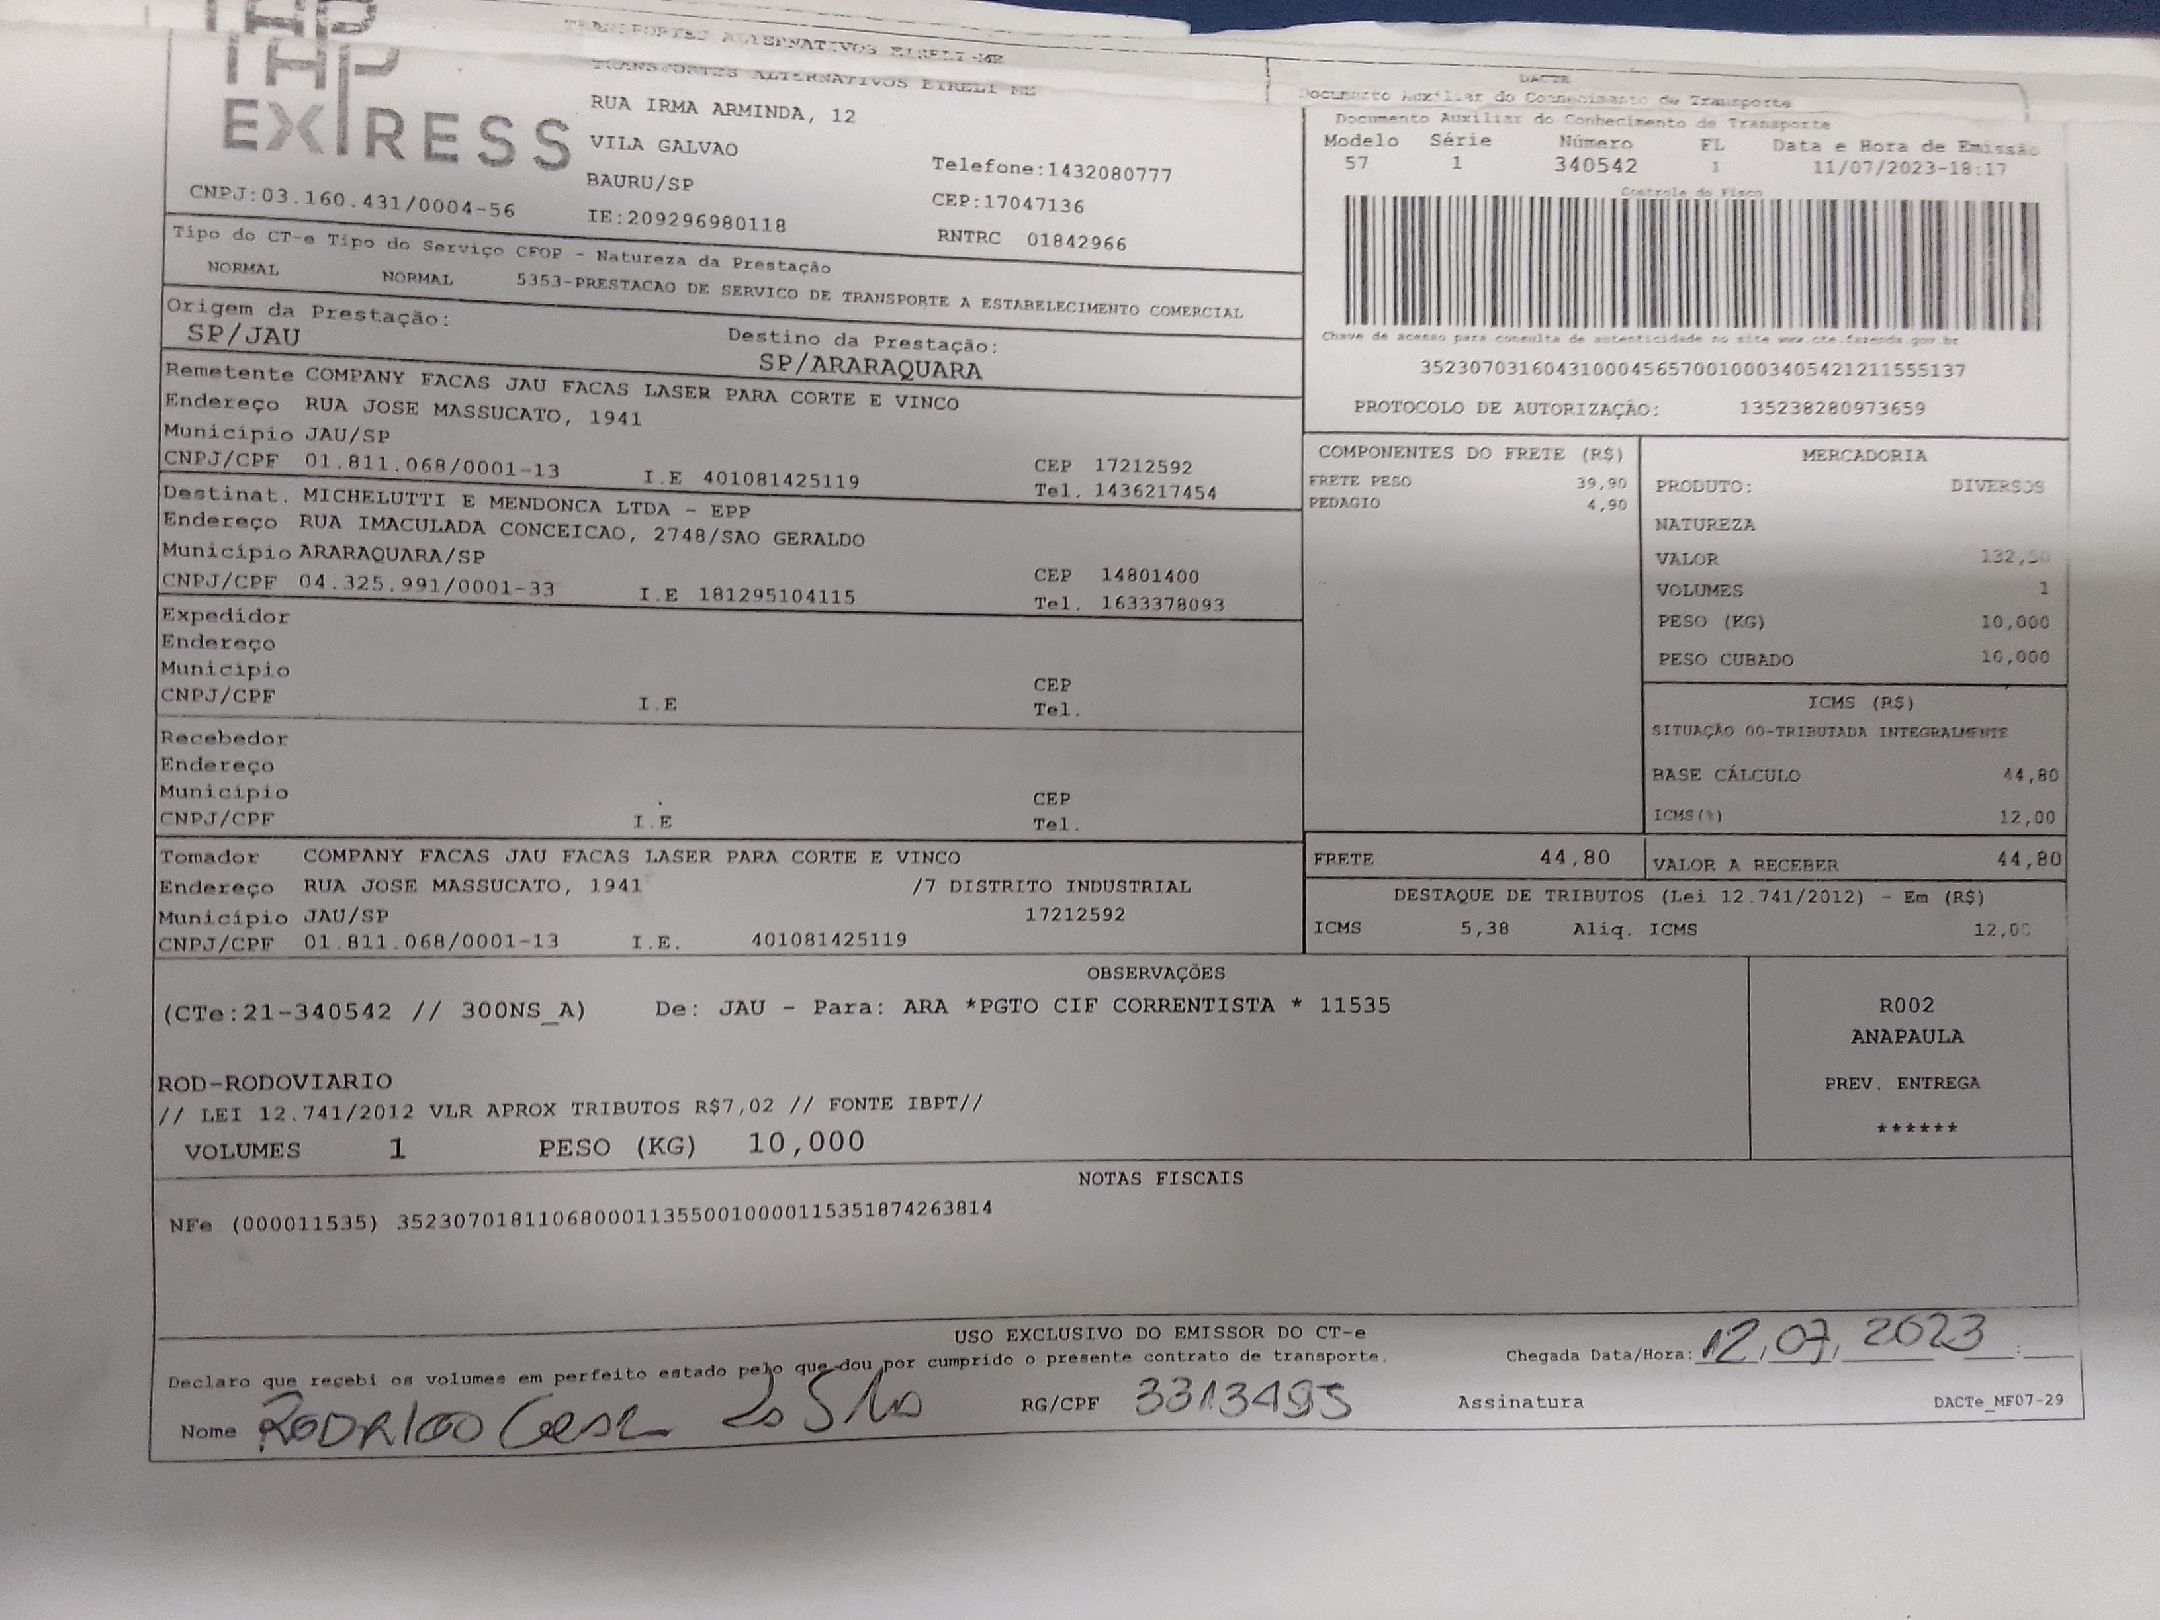 THP
EXPRESS
TRANSPORTES ALTERNATIVOS EIRELI-ME
TRANSPORTES ALTERNATIVOS EIRELI ME
RUA IRMA ARMINDA, 12
VILA GALVAO
BAURU/SP
Telefone:1432080777
CEP:17047136
CNPJ:03.160.431/0004-56
IE:209296980118
RNTRC 01842966
DACTE
Documento Auxiliar do Conhecimento de Transporte
Documento Auxiliar do Conhecimento de Transporte
Modelo Série Número FL Data e Hora de Emissão
57 1 340542 1 11/07/2023-18:17
Controle do Fisco
Chave de acesso para consulta de autenticidade no site www.cte.fazenda.gov.br
35230703160431000456570010003405421211555137
PROTOCOLO DE AUTORIZAÇÃO: 135238280973659
Tipo do CT-e Tipo do Serviço CFOP - Natureza da Prestação
NORMAL NORMAL 5353-PRESTACAO DE SERVICO DE TRANSPORTE A ESTABELECIMENTO COMERCIAL
Origem da Prestação: Destino da Prestação:
SP/JAU SP/ARARAQUARA
Remetente COMPANY FACAS JAU FACAS LASER PARA CORTE E VINCO
Endereço RUA JOSE MASSUCATO, 1941
Município JAU/SP CEP 17212592
CNPJ/CPF 01.811.068/0001-13 I.E 401081425119 Tel. 1436217454
Destinat. MICHELUTTI E MENDONCA LTDA - EPP
Endereço RUA IMACULADA CONCEICAO, 2748/SAO GERALDO
Município ARARAQUARA/SP CEP 14801400
CNPJ/CPF 04.325.991/0001-33 I.E 181295104115 Tel. 1633378093
Expedidor
Endereço
Município CEP
CNPJ/CPF I.E Tel.
Recebedor
Endereço
Município CEP
CNPJ/CPF I.E Tel.
Tomador COMPANY FACAS JAU FACAS LASER PARA CORTE E VINCO
Endereço RUA JOSE MASSUCATO, 1941 /7 DISTRITO INDUSTRIAL
Município JAU/SP 17212592
CNPJ/CPF 01.811.068/0001-13 I.E. 401081425119
COMPONENTES DO FRETE (R$)
FRETE PESO 39,90
PEDAGIO 4,90
MERCADORIA
PRODUTO: DIVERSOS
NATUREZA
VALOR 132,50
VOLUMES 1
PESO (KG) 10,000
PESO CUBADO 10,000
ICMS (R$)
SITUAÇÃO 00-TRIBUTADA INTEGRALMENTE
BASE CÁLCULO 44,80
ICMS(%) 12,00
FRETE 44,80 VALOR A RECEBER 44,80
DESTAQUE DE TRIBUTOS (Lei 12.741/2012) - Em (R$)
ICMS 5,38 Aliq. ICMS 12,00
OBSERVAÇÕES
(CTe:21-340542 // 300NS_A) De: JAU - Para: ARA *PGTO CIF CORRENTISTA * 11535
ROD-RODOVIARIO
// LEI 12.741/2012 VLR APROX TRIBUTOS R$7,02 // FONTE IBPT//
VOLUMES 1 PESO (KG) 10,000
R002
ANAPAULA
PREV. ENTREGA
******
NOTAS FISCAIS
NFe (000011535) 35230701811068000113550010000115351874263814
USO EXCLUSIVO DO EMISSOR DO CT-e
Declaro que recebi os volumes em perfeito estado pelo que dou por cumprido o presente contrato de transporte. Chegada Data/Hora: 12,07, 2023 :
Nome RODRIGO RG/CPF 3313495 Assinatura DACTe_MF07-29